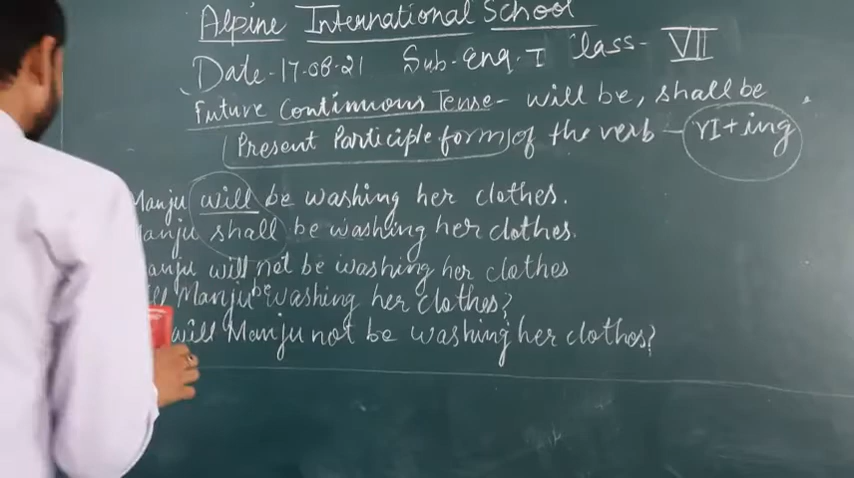 Alpine International School
Date-17-08-21 Sub-Eng-I Class- VII
Future Continuous Tense- will be, shall be
Present Participle form of the verb - VI+ing
Manju will be washing her clothes.
anju shall be washing her clothes.
anju will not be washing her clothes
ll Manju be washing her clothes?
will Manju not be washing her clothes?